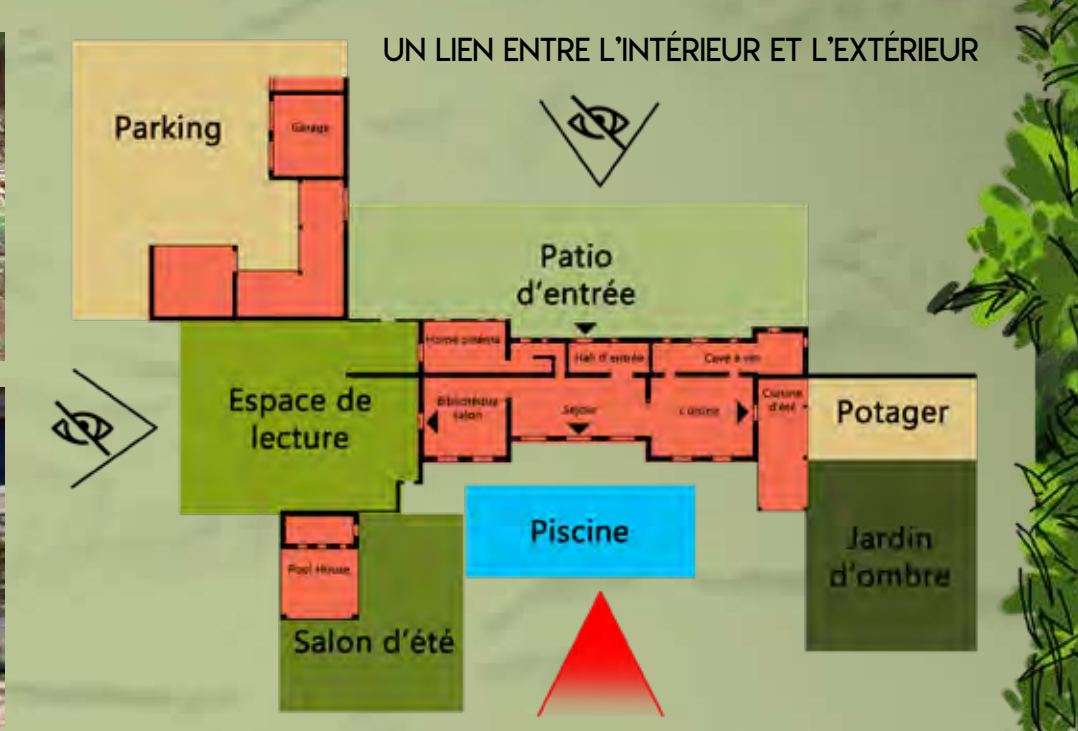 UN LIEN ENTRE L'INTÉRIEUR ET L'EXTÉRIEUR
Parking
Garage
Patio
d'entrée
Home cinéma
Hall d'entrée
Cave à vin
Espace de
lecture
Bibliothèque
salon
Séjour
Cuisine
Cuisine
d'été
Potager
Piscine
Jardin
d'ombre
Pool House
Salon d'été